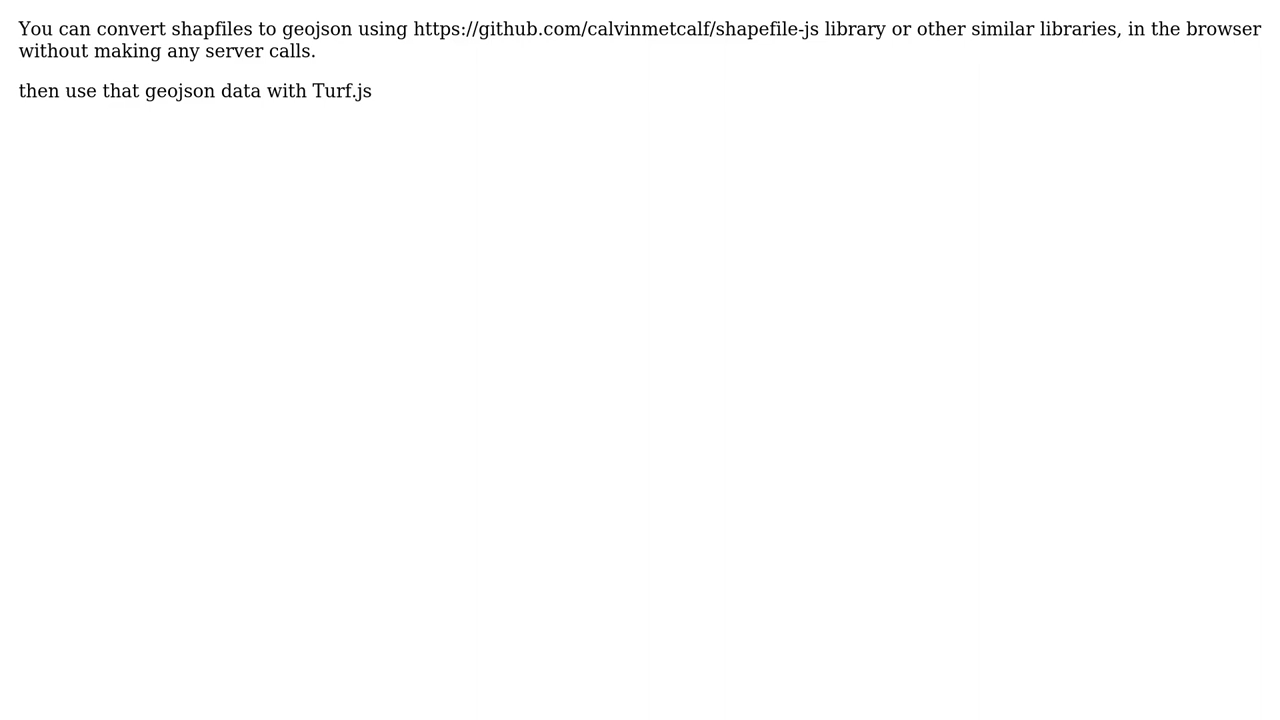 You can convert shapfiles to geojson using https://github.com/calvinmetcalf/shapefile-js library or other similar libraries, in the browser
without making any server calls.
then use that geojson data with Turf.js